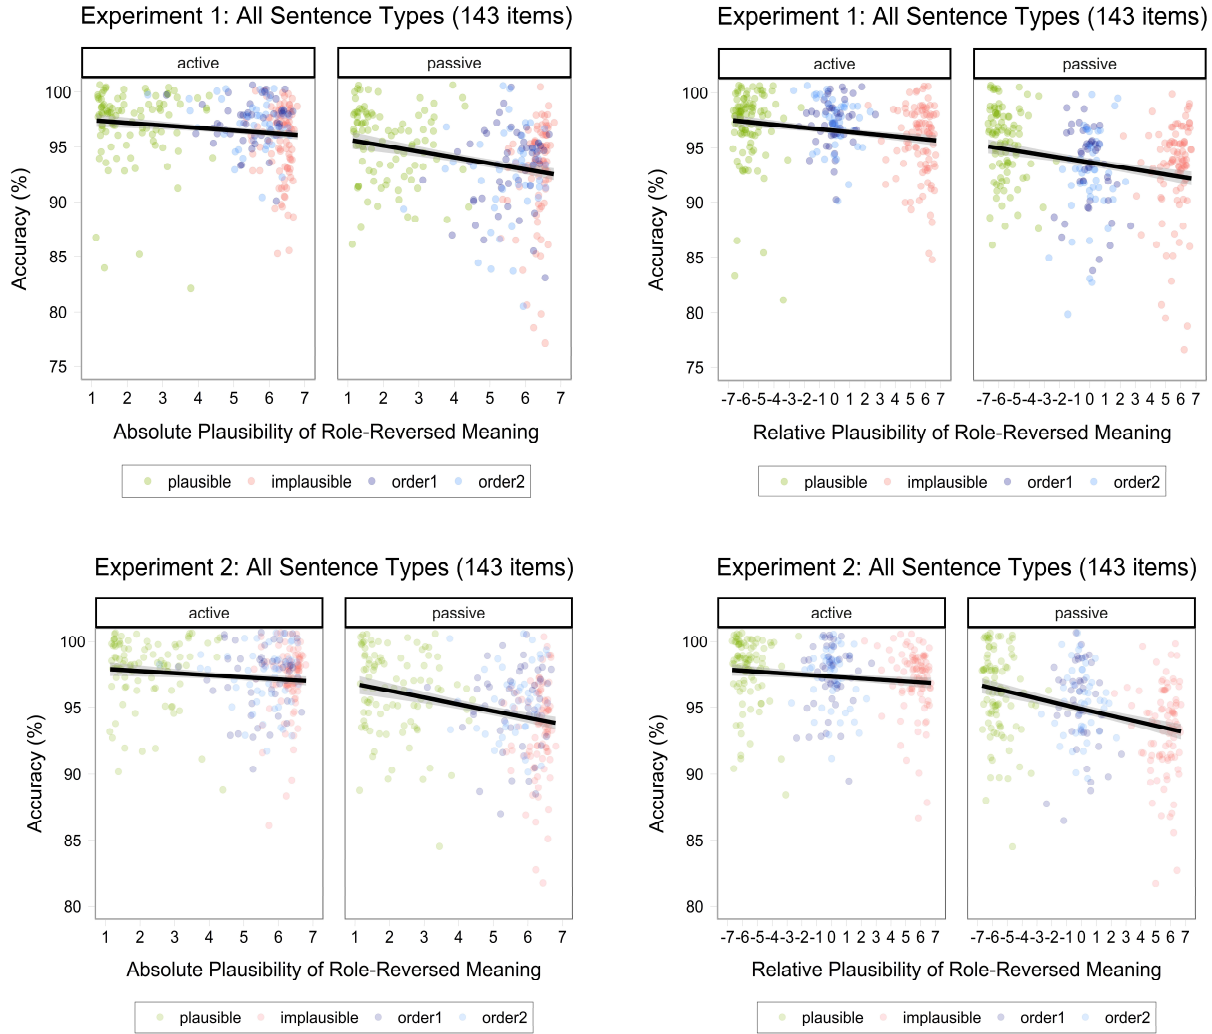 Experiment 1: All Sentence Types (143 items)
active
passive
100
95
90
85
80
75
Accuracy (%)
1 2 3 4 5 6 7
1 2 3 4 5 6 7
Absolute Plausibility of Role-Reversed Meaning
plausible implausible order1 order2
Experiment 1: All Sentence Types (143 items)
active
passive
100
95
90
85
80
75
Accuracy (%)
-7-6-5-4-3-2-1 0 1 2 3 4 5 6 7
-7-6-5-4-3-2-1 0 1 2 3 4 5 6 7
Relative Plausibility of Role-Reversed Meaning
plausible implausible order1 order2
Experiment 2: All Sentence Types (143 items)
active
passive
100
95
90
85
80
Accuracy (%)
1 2 3 4 5 6 7
1 2 3 4 5 6 7
Absolute Plausibility of Role-Reversed Meaning
plausible implausible order1 order2
Experiment 2: All Sentence Types (143 items)
active
passive
100
95
90
85
80
Accuracy (%)
-7-6-5-4-3-2-1 0 1 2 3 4 5 6 7
-7-6-5-4-3-2-1 0 1 2 3 4 5 6 7
Relative Plausibility of Role-Reversed Meaning
plausible implausible order1 order2